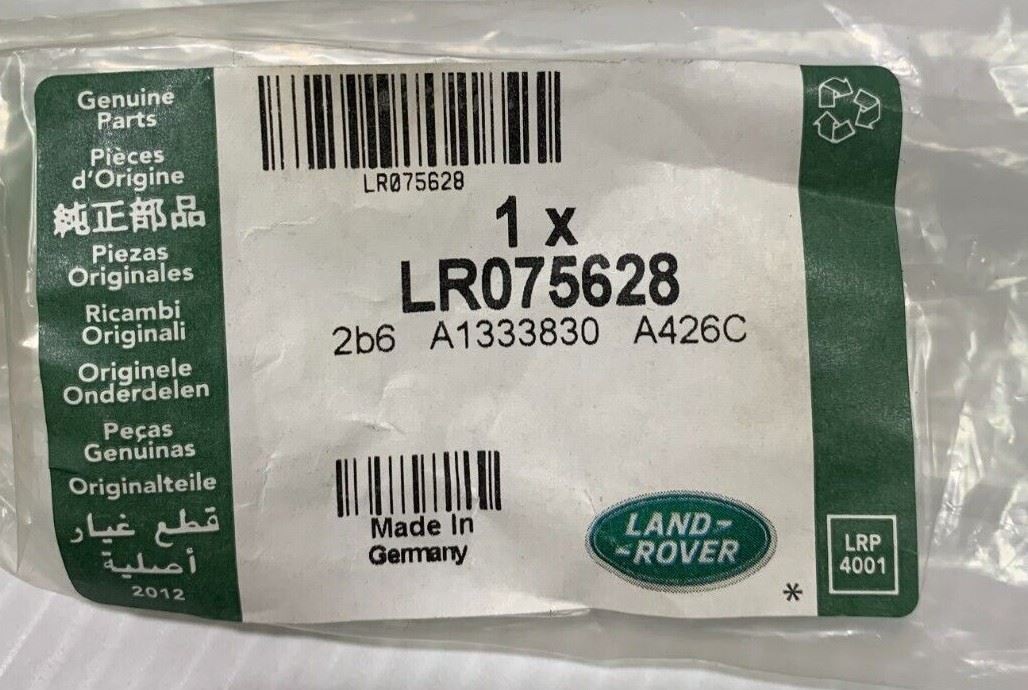 Genuine
Parts
Pièces
d'Origine
純正部品
Piezas
Originales
Ricambi
Originali
Originele
Onderdelen
Peças
Genuinas
Originalteile
قطع غيار
أصلية
2012
LR075628
1 x
LR075628
2b6 A1333830 A426C
Made In
Germany
LAND-
-ROVER
*
LRP
4001